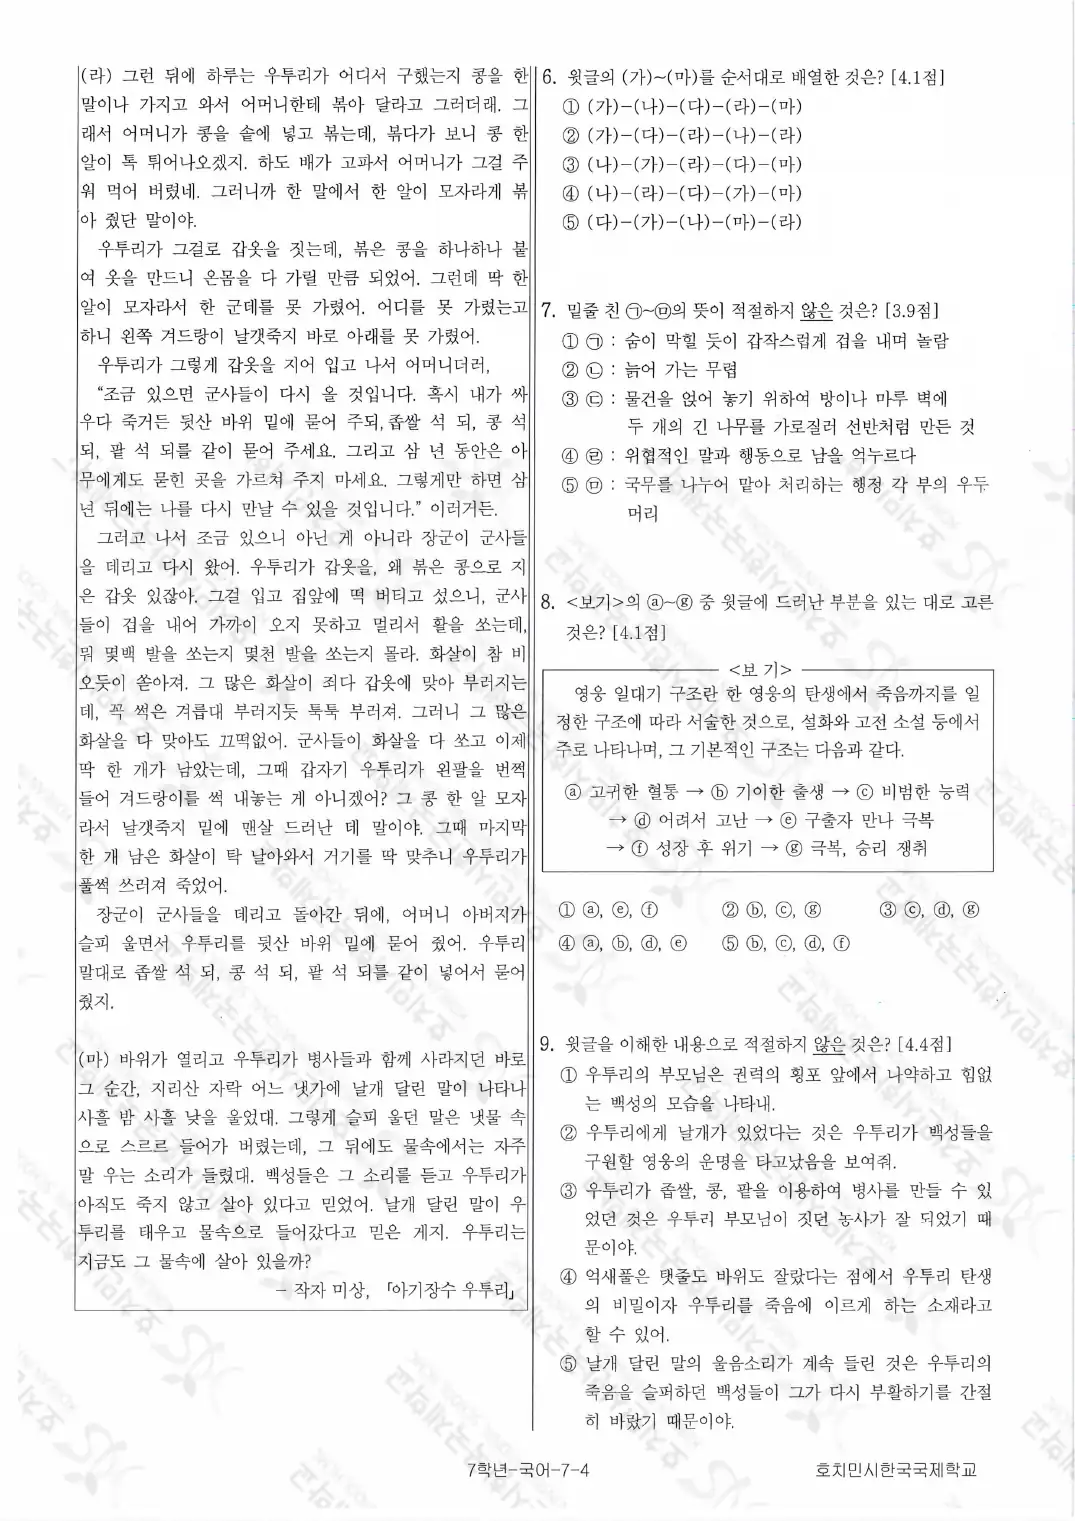 (라) 그런 뒤에 하루는 우투리가 어디서 구했는지 콩을 한
말이나 가지고 와서 어머니한테 볶아 달라고 그러더래. 그
래서 어머니가 콩을 솥에 넣고 볶는데, 볶다가 보니 콩 한
알이 톡 튀어나오겠지. 하도 배가 고파서 어머니가 그걸 주
워 먹어 버렸네. 그러니까 한 말에서 한 알이 모자라게 볶
아 줬단 말이야.
우투리가 그걸로 갑옷을 짓는데, 볶은 콩을 하나하나 붙
여 옷을 만드니 온몸을 다 가릴 만큼 되었어. 그런데 딱 한
알이 모자라서 한 군데를 못 가렸어. 어디를 못 가렸는고
하니 왼쪽 겨드랑이 날갯죽지 바로 아래를 못 가렸어.
우투리가 그렇게 갑옷을 지어 입고 나서 어머니더러,
“조금 있으면 군사들이 다시 올 것입니다. 혹시 내가 싸
우다 죽거든 뒷산 바위 밑에 묻어 주되, 좁쌀 석 되, 콩 석
되, 팥 석 되를 같이 묻어 주세요. 그리고 삼 년 동안은 아
무에게도 묻힌 곳을 가르쳐 주지 마세요. 그렇게만 하면 삼
년 뒤에는 나를 다시 만날 수 있을 것입니다.” 이러거든.
그러고 나서 조금 있으니 아닌 게 아니라 장군이 군사들
을 데리고 다시 왔어. 우투리가 갑옷을, 왜 볶은 콩으로 지
은 갑옷 있잖아. 그걸 입고 집앞에 떡 버티고 섰으니, 군사
들이 겁을 내어 가까이 오지 못하고 멀리서 활을 쏘는데,
뭐 몇백 발을 쏘는지 몇천 발을 쏘는지 몰라. 화살이 참 비
오듯이 쏟아져. 그 많은 화살이 죄다 갑옷에 맞아 부러지는
데, 꼭 썩은 겨릅대 부러지듯 툭툭 부러져. 그러니 그 많은
화살을 다 맞아도 끄떡없어. 군사들이 화살을 다 쏘고 이제
딱 한 개가 남았는데, 그때 갑자기 우투리가 왼팔을 번쩍
들어 겨드랑이를 썩 내놓는 게 아니겠어? 그 콩 한 알 모자
라서 날갯죽지 밑에 맨살 드러난 데 말이야. 그때 마지막
한 개 남은 화살이 탁 날아와서 거기를 딱 맞추니 우투리가
풀썩 쓰러져 죽었어.
장군이 군사들을 데리고 돌아간 뒤에, 어머니 아버지가
슬피 울면서 우투리를 뒷산 바위 밑에 묻어 줬어. 우투리
말대로 좁쌀 석 되, 콩 석 되, 팥 석 되를 같이 넣어서 묻어
줬지.
(마) 바위가 열리고 우투리가 병사들과 함께 사라지던 바로
그 순간, 지리산 자락 어느 냇가에 날개 달린 말이 나타나
사흘 밤 사흘 낮을 울었대. 그렇게 슬피 울던 말은 냇물 속
으로 스르르 들어가 버렸는데, 그 뒤에도 물속에서는 자주
말 우는 소리가 들렸대. 백성들은 그 소리를 듣고 우투리가
아직도 죽지 않고 살아 있다고 믿었어. 날개 달린 말이 우
투리를 태우고 물속으로 들어갔다고 믿은 게지. 우투리는
지금도 그 물속에 살아 있을까?
- 작자 미상, 「아기장수 우투리」
6. 윗글의 (가)~(마)를 순서대로 배열한 것은? [4.1점]
① (가)-(나)-(다)-(라)-(마)
② (가)-(다)-(라)-(나)-(라)
③ (나)-(가)-(라)-(다)-(마)
④ (나)-(라)-(다)-(가)-(마)
⑤ (다)-(가)-(나)-(마)-(라)
7. 밑줄 친 ㉠~㉤의 뜻이 적절하지 않은 것은? [3.9점]
① ㉠ : 숨이 막힐 듯이 갑작스럽게 겁을 내며 놀람
② ㉡ : 늙어 가는 무렵
③ ㉢ : 물건을 얹어 놓기 위하여 방이나 마루 벽에
두 개의 긴 나무를 가로질러 선반처럼 만든 것
④ ㉣ : 위협적인 말과 행동으로 남을 억누르다
⑤ ㉤ : 국무를 나누어 맡아 처리하는 행정 각 부의 우두
머리
8. <보기>의 ⓐ~ⓖ 중 윗글에 드러난 부분을 있는 대로 고른
것은? [4.1점]
<보 기>
영웅 일대기 구조란 한 영웅의 탄생에서 죽음까지를 일
정한 구조에 따라 서술한 것으로, 설화와 고전 소설 등에서
주로 나타나며, 그 기본적인 구조는 다음과 같다.
ⓐ 고귀한 혈통 → ⓑ 기이한 출생 → ⓒ 비범한 능력
→ ⓓ 어려서 고난 → ⓔ 구출자 만나 극복
→ ⓕ 성장 후 위기 → ⓖ 극복, 승리 쟁취
① ⓐ, ⓔ, ⓕ ② ⓑ, ⓒ, ⓖ ③ ⓒ, ⓓ, ⓖ
④ ⓐ, ⓑ, ⓓ, ⓔ ⑤ ⓑ, ⓒ, ⓓ, ⓕ
9. 윗글을 이해한 내용으로 적절하지 않은 것은? [4.4점]
① 우투리의 부모님은 권력의 횡포 앞에서 나약하고 힘없
는 백성의 모습을 나타내.
② 우투리에게 날개가 있었다는 것은 우투리가 백성들을
구원할 영웅의 운명을 타고났음을 보여줘.
③ 우투리가 좁쌀, 콩, 팥을 이용하여 병사를 만들 수 있
었던 것은 우투리 부모님이 짓던 농사가 잘 되었기 때
문이야.
④ 억새풀은 탯줄도 바위도 잘랐다는 점에서 우투리 탄생
의 비밀이자 우투리를 죽음에 이르게 하는 소재라고
할 수 있어.
⑤ 날개 달린 말의 울음소리가 계속 들린 것은 우투리의
죽음을 슬퍼하던 백성들이 그가 다시 부활하기를 간절
히 바랐기 때문이야.
7학년-국어-7-4
호치민시한국국제학교